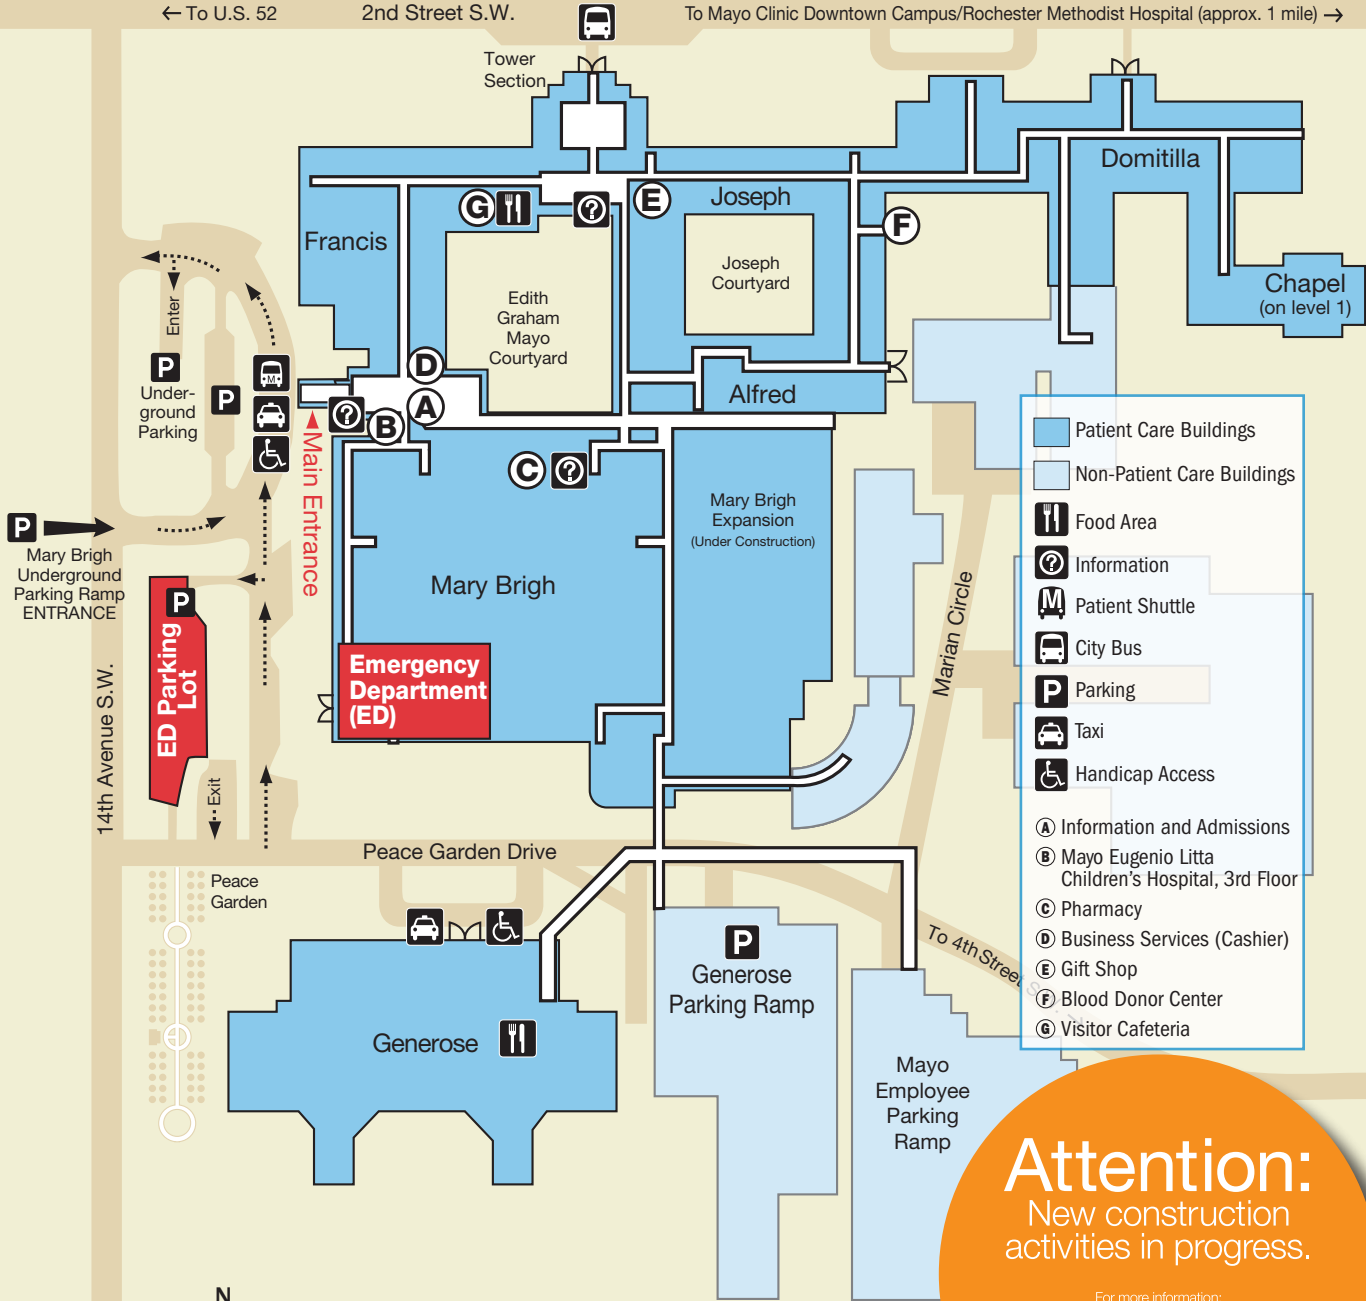 ← To U.S. 52
2nd Street S.W.
To Mayo Clinic Downtown Campus/Rochester Methodist Hospital (approx. 1 mile) →
Tower
Section
Domitilla
Joseph
E
G
?
F
Francis
Joseph
Courtyard
Chapel
(on level 1)
Edith
Graham
Mayo
Courtyard
Enter
P
Under-
ground
Parking
P
M
D
A
B
?
Alfred
Main Entrance
C
?
Mary Brigh
Expansion
(Under Construction)
P
Mary Brigh
Underground
Parking Ramp
ENTRANCE
Mary Brigh
P
ED Parking
Lot
Emergency
Department
(ED)
14th Avenue S.W.
Marian Circle
Exit
Peace Garden Drive
Peace
Garden
To 4th Street S.W. →
P
Generose
Parking Ramp
Generose
Mayo
Employee
Parking
Ramp
Patient Care Buildings
Non-Patient Care Buildings
Food Area
? Information
M Patient Shuttle
City Bus
P Parking
Taxi
Handicap Access
A Information and Admissions
B Mayo Eugenio Litta
Children's Hospital, 3rd Floor
C Pharmacy
D Business Services (Cashier)
E Gift Shop
F Blood Donor Center
G Visitor Cafeteria
Attention:
New construction
activities in progress.
For more information:
N